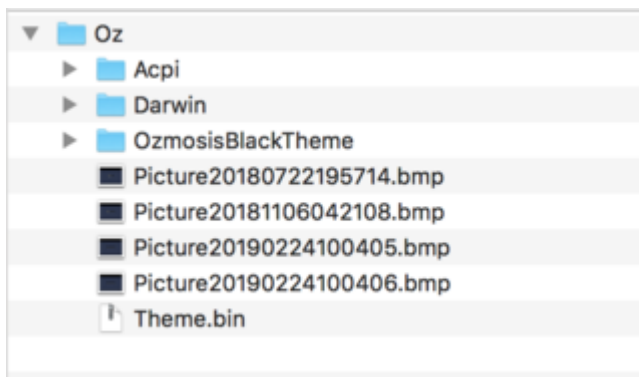 Oz
Acpi
Darwin
OzmosisBlackTheme
Picture20180722195714.bmp
Picture20181106042108.bmp
Picture20190224100405.bmp
Picture20190224100406.bmp
Theme.bin